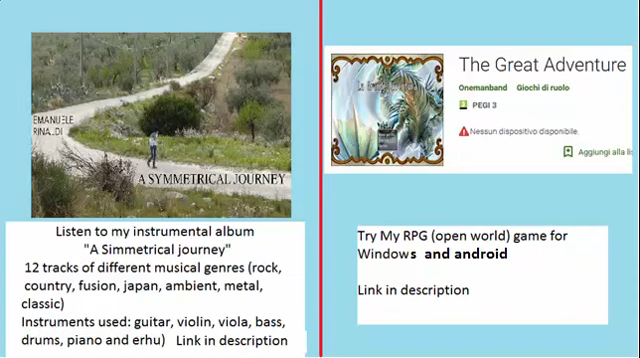 EMANUELE
RINALDI
A SYMMETRICAL JOURNEY
Listen to my instrumental album
"A Simmetrical journey"
12 tracks of different musical genres (rock,
country, fusion, japan, ambient, metal,
classic)
Instruments used: guitar, violin, viola, bass,
drums, piano and erhu) Link in description
The Great Adventure
Onemanband Giochi di ruolo
PEGI 3
Nessun dispositivo disponibile.
Aggiungi alla lis
Try My RPG (open world) game for
Windows and android
Link in description